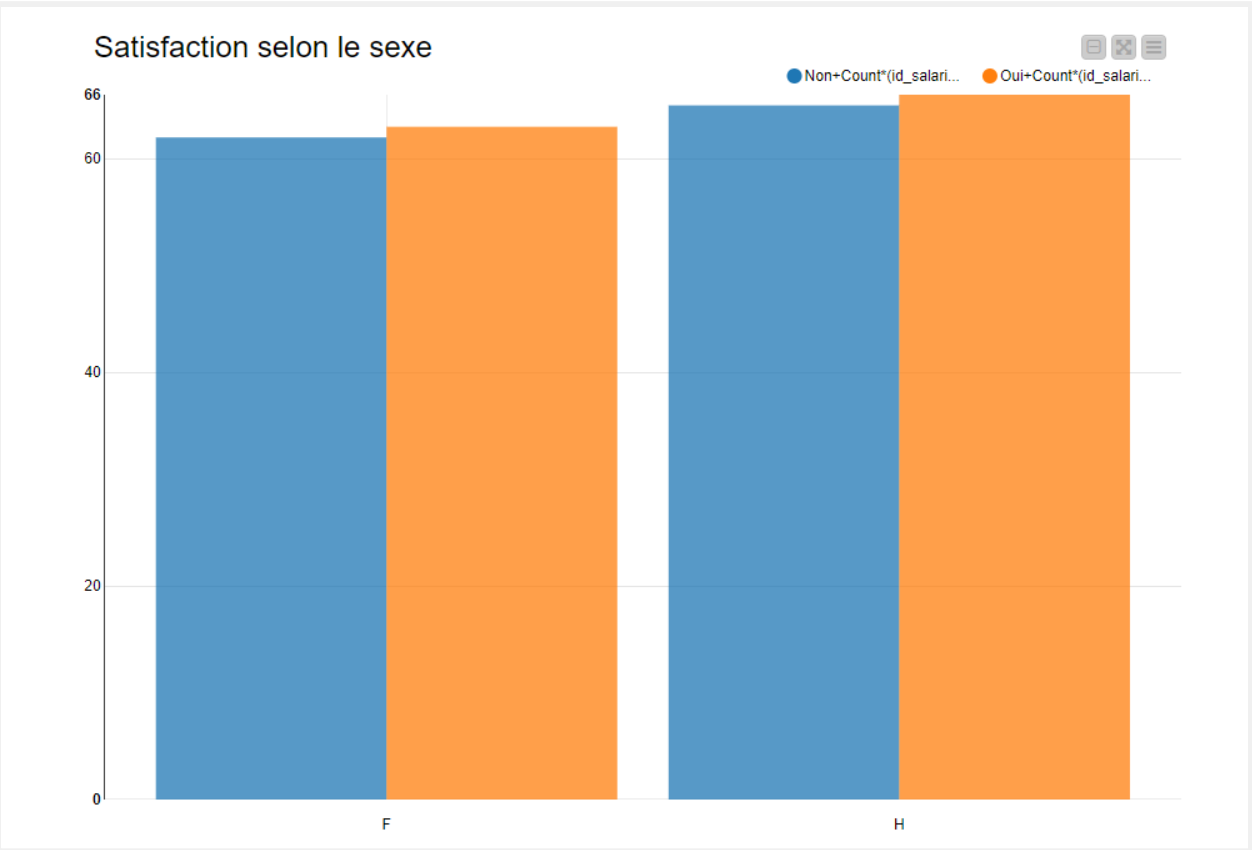 Satisfaction selon le sexe
Non+Count*(id_salari... Oui+Count*(id_salari...
66
60
40
20
0
F H